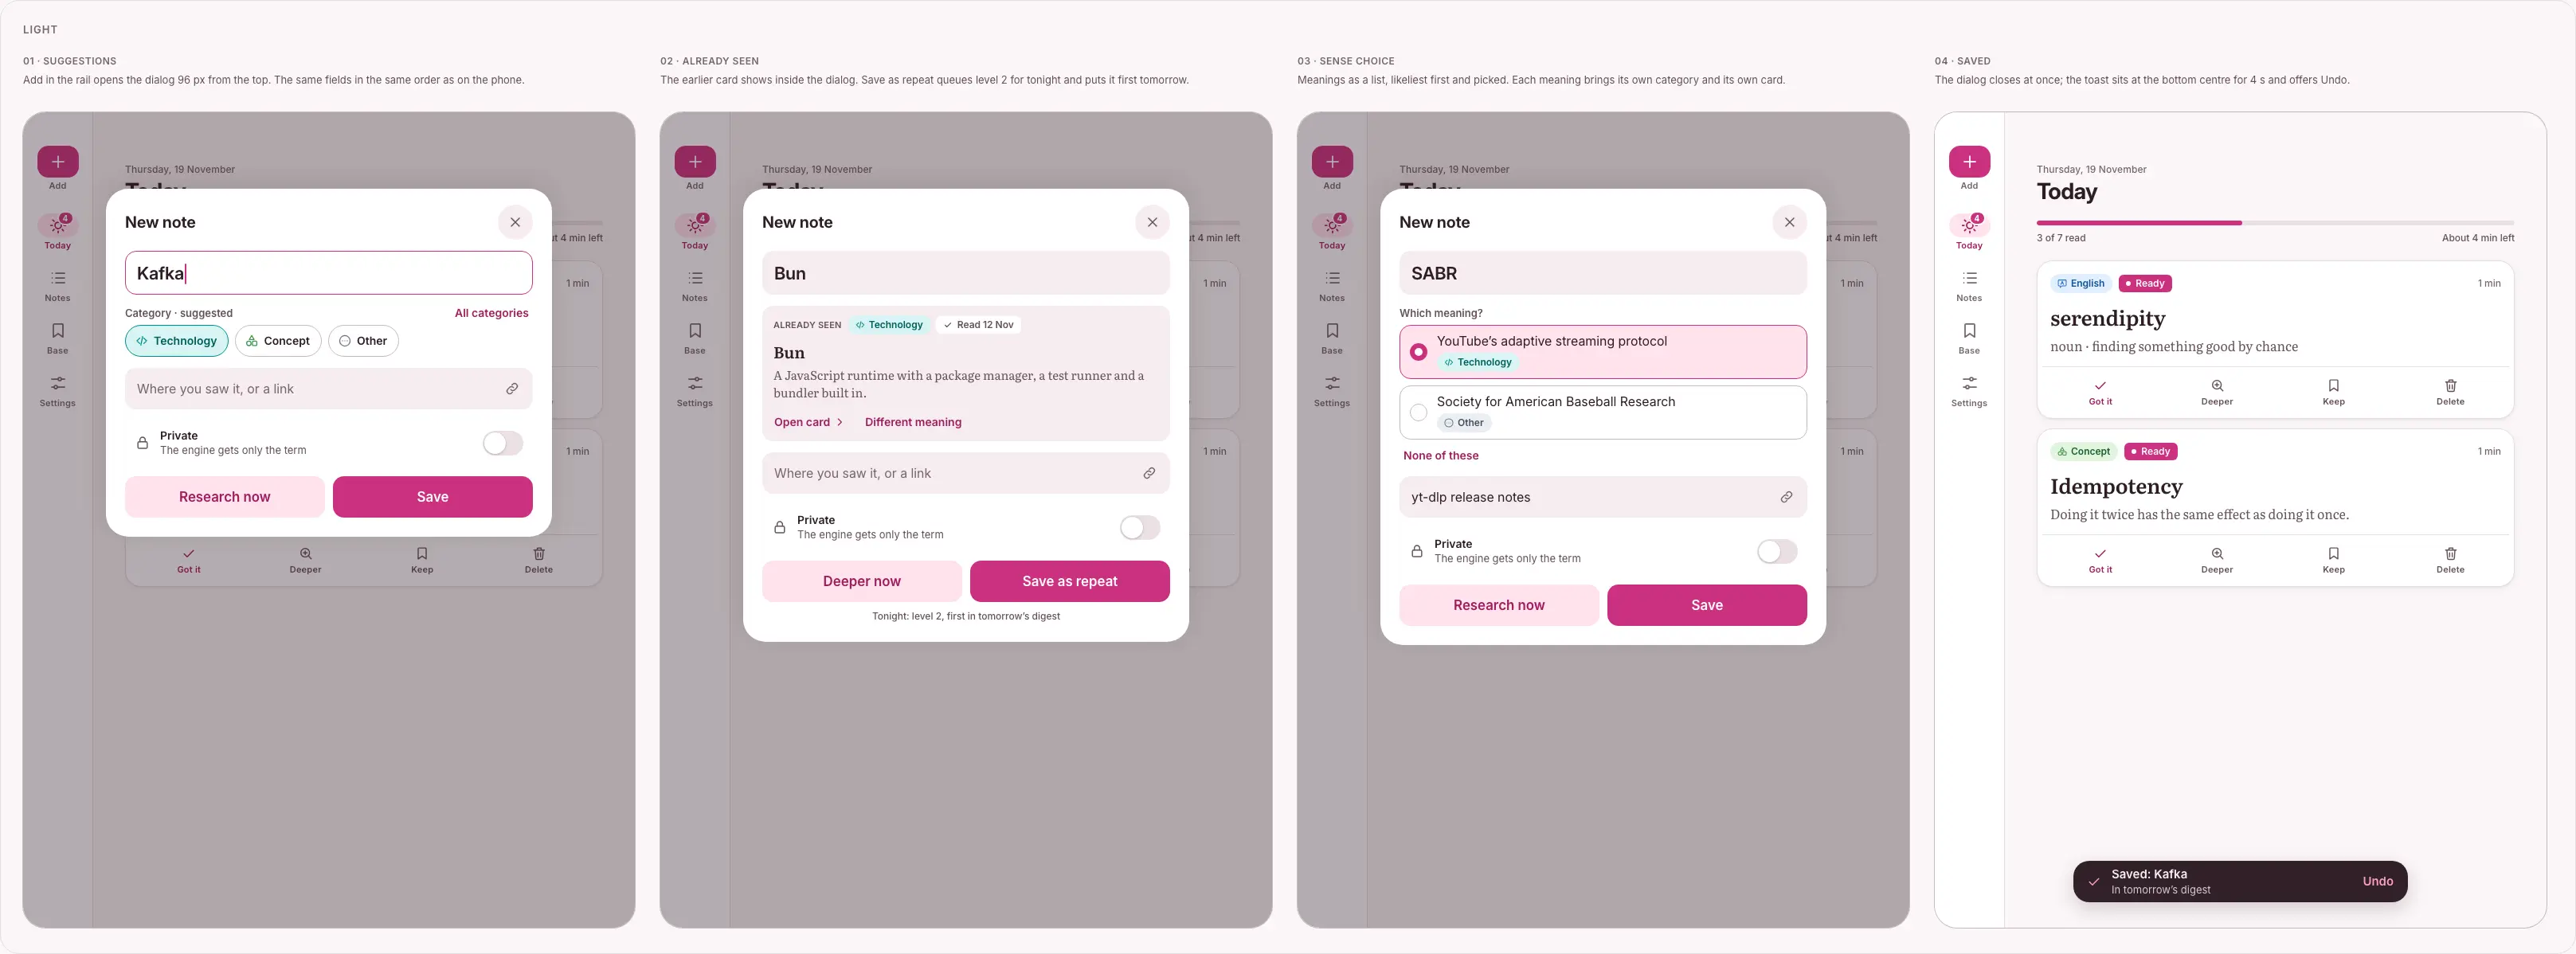 LIGHT
01 · SUGGESTIONS
Add in the rail opens the dialog 96 px from the top. The same fields in the same order as on the phone.
Add
4
Today
Notes
Base
Settings
Thursday, 19 November
Today
ut 4 min left
1 min
1 min
New note
Kafka
Category · suggested
All categories
Technology
Concept
Other
Where you saw it, or a link
Private
The engine gets only the term
Research now
Save
Got it
Deeper
Keep
Delete
02 · ALREADY SEEN
The earlier card shows inside the dialog. Save as repeat queues level 2 for tonight and puts it first tomorrow.
Add
4
Today
Notes
Base
Settings
Thursday, 19 November
Today
ut 4 min left
1 min
1 min
New note
Bun
ALREADY SEEN
Technology
Read 12 Nov
Bun
A JavaScript runtime with a package manager, a test runner and a
bundler built in.
Open card
Different meaning
Where you saw it, or a link
Private
The engine gets only the term
Deeper now
Save as repeat
Tonight: level 2, first in tomorrow's digest
03 · SENSE CHOICE
Meanings as a list, likeliest first and picked. Each meaning brings its own category and its own card.
Add
4
Today
Notes
Base
Settings
Thursday, 19 November
Today
ut 4 min left
1 min
1 min
New note
SABR
Which meaning?
YouTube's adaptive streaming protocol
Technology
Society for American Baseball Research
Other
None of these
yt-dlp release notes
Private
The engine gets only the term
Research now
Save
04 · SAVED
The dialog closes at once; the toast sits at the bottom centre for 4 s and offers Undo.
Add
4
Today
Notes
Base
Settings
Thursday, 19 November
Today
3 of 7 read
About 4 min left
English
Ready
1 min
serendipity
noun · finding something good by chance
Got it
Deeper
Keep
Delete
Concept
Ready
1 min
Idempotency
Doing it twice has the same effect as doing it once.
Got it
Deeper
Keep
Delete
Saved: Kafka
In tomorrow's digest
Undo